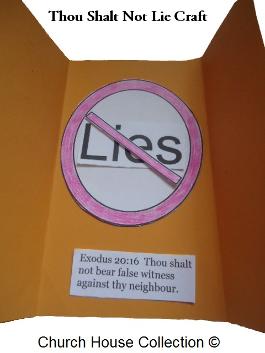 Thou Shalt Not Lie Craft
Lies
Exodus 20:16  Thou shalt
not bear false witness
against thy neighbour.
Church House Collection ©